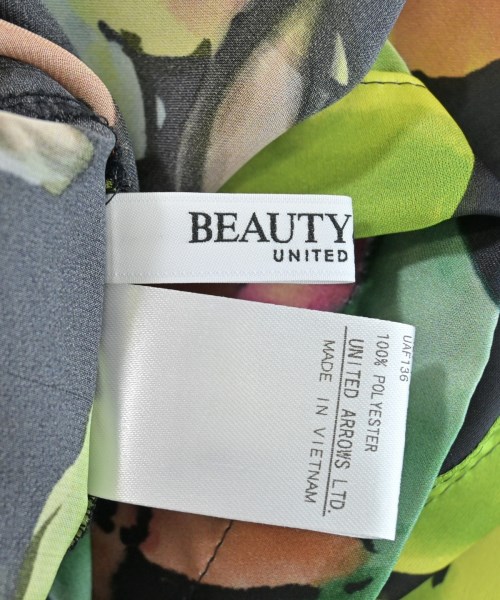 BEAUTY
UNITED
UAF136
100% POLYESTER
UNITED ARROWS LTD.
MADE IN VIETNAM